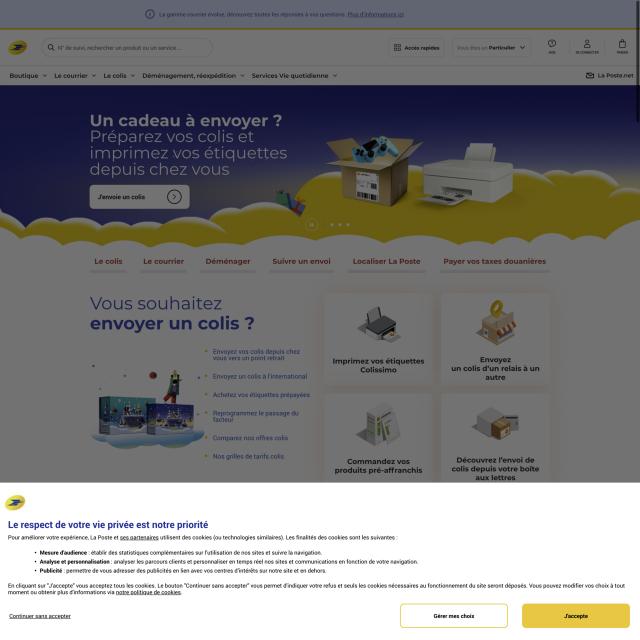 La gamme courrier évolue, découvrez toutes les réponses à vos questions. Plus d'informations ici
N° de suivi, rechercher un produit ou un service...
Accès rapides
Vous êtes un Particulier
AIDE
SE CONNECTER
PANIER
Boutique
Le courrier
Le colis
Déménagement, réexpédition
Services Vie quotidienne
La Poste.net
Un cadeau à envoyer ?
Préparez vos colis et
imprimez vos étiquettes
depuis chez vous
J'envoie un colis
Le colis
Le courrier
Déménager
Suivre un envoi
Localiser La Poste
Payer vos taxes douanières
Vous souhaitez
envoyer un colis ?
Envoyez vos colis depuis chez
vous vers un point retrait
Envoyez un colis à l'international
Achetez vos étiquettes prépayées
Reprogrammez le passage du
facteur
Comparez nos offres colis
Nos grilles de tarifs colis
Imprimez vos étiquettes
Colissimo
Envoyez
un colis d'un relais à un
autre
Commandez vos
produits pré-affranchis
Découvrez l'envoi de
colis depuis votre boîte
aux lettres
Le respect de votre vie privée est notre priorité
Pour améliorer votre expérience, La Poste et ses partenaires utilisent des cookies (ou technologies similaires). Les finalités des cookies sont les suivantes :
• Mesure d'audience : établir des statistiques complémentaires sur l'utilisation de nos sites et suivre la navigation.
• Analyse et personnalisation : analyser les parcours clients et personnaliser en temps réel nos sites et communications en fonction de votre navigation.
• Publicité : permettre de vous adresser des publicités en lien avec vos centres d'intérêts sur notre site et en dehors.
En cliquant sur "J'accepte" vous acceptez tous les cookies. Le bouton "Continuer sans accepter" vous permet d'indiquer votre refus et seuls les cookies nécessaires au fonctionnement du site seront déposés. Vous pouvez modifier vos choix à tout
moment ou obtenir plus d'informations via notre politique de cookies.
Continuer sans accepter
Gérer mes choix
J'accepte